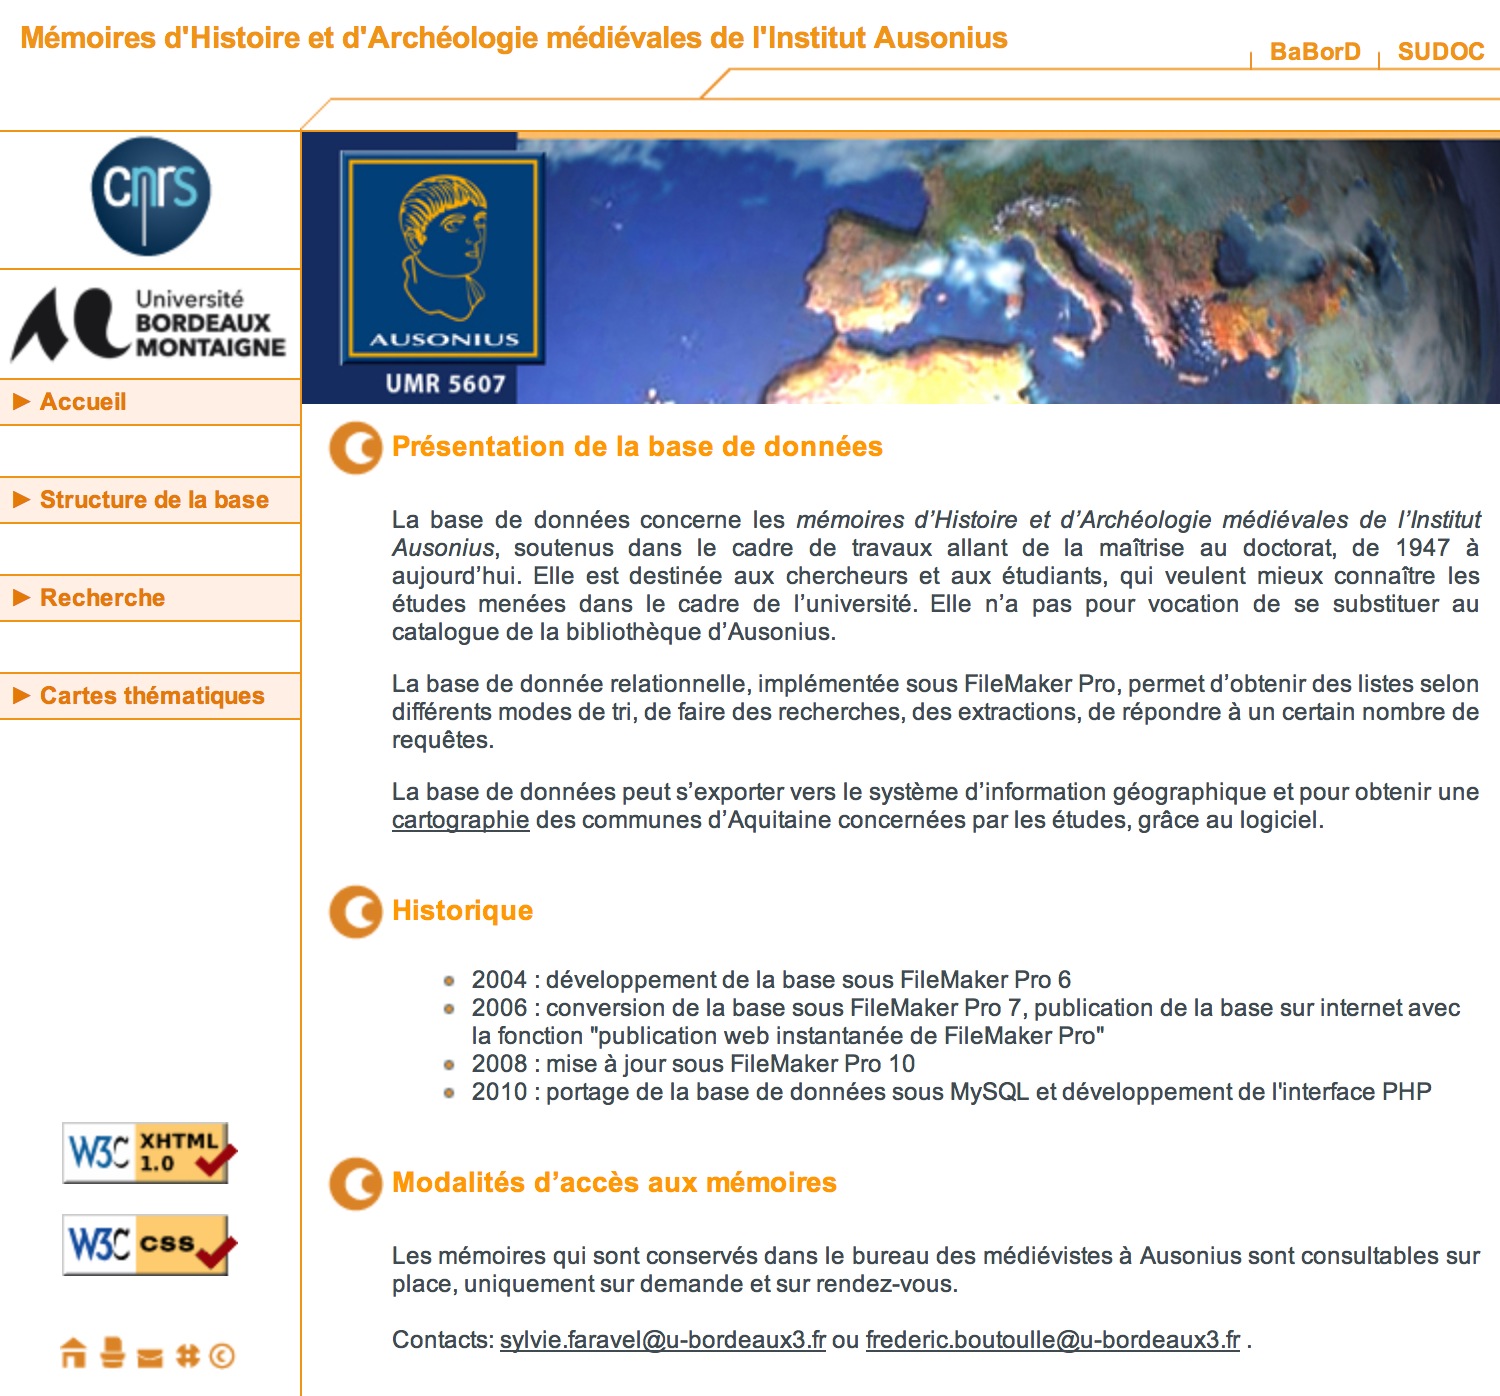 Mémoires d'Histoire et d'Archéologie médiévales de l'Institut Ausonius
BaBorD
SUDOC
cnrs
Université
BORDEAUX
MONTAIGNE
AUSONIUS
UMR 5607
► Accueil
► Structure de la base
► Recherche
► Cartes thématiques
Présentation de la base de données
La base de données concerne les mémoires d’Histoire et d’Archéologie médiévales de l’Institut
Ausonius, soutenus dans le cadre de travaux allant de la maîtrise au doctorat, de 1947 à
aujourd’hui. Elle est destinée aux chercheurs et aux étudiants, qui veulent mieux connaître les
études menées dans le cadre de l’université. Elle n’a pas pour vocation de se substituer au
catalogue de la bibliothèque d’Ausonius.
La base de donnée relationnelle, implémentée sous FileMaker Pro, permet d’obtenir des listes selon
différents modes de tri, de faire des recherches, des extractions, de répondre à un certain nombre de
requêtes.
La base de données peut s’exporter vers le système d’information géographique et pour obtenir une
cartographie des communes d’Aquitaine concernées par les études, grâce au logiciel.
Historique
2004 : développement de la base sous FileMaker Pro 6
2006 : conversion de la base sous FileMaker Pro 7, publication de la base sur internet avec
la fonction "publication web instantanée de FileMaker Pro"
2008 : mise à jour sous FileMaker Pro 10
2010 : portage de la base de données sous MySQL et développement de l'interface PHP
Modalités d’accès aux mémoires
Les mémoires qui sont conservés dans le bureau des médiévistes à Ausonius sont consultables sur
place, uniquement sur demande et sur rendez-vous.
Contacts: sylvie.faravel@u-bordeaux3.fr ou frederic.boutoulle@u-bordeaux3.fr .
W3C XHTML
1.0
W3C css
©